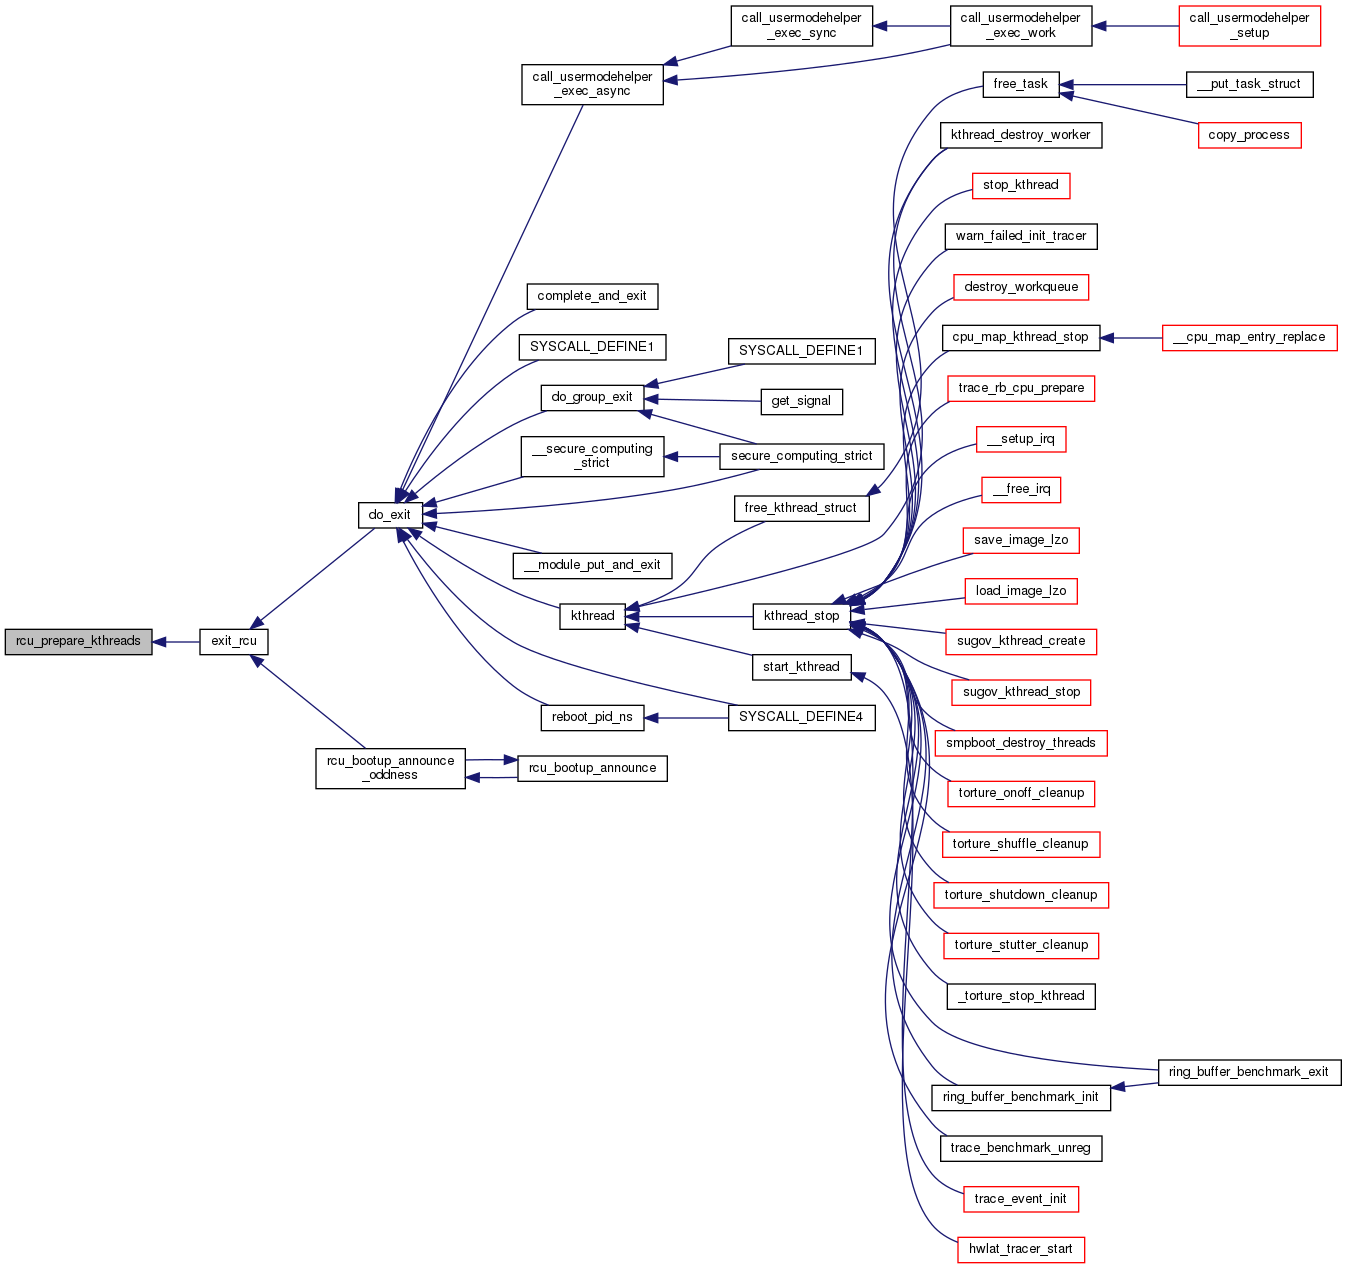 call_usermodehelper
_exec_sync
call_usermodehelper
_exec_work
call_usermodehelper
_setup
call_usermodehelper
_exec_async
free_task
__put_task_struct
copy_process
kthread_destroy_worker
stop_kthread
warn_failed_init_tracer
destroy_workqueue
complete_and_exit
SYSCALL_DEFINE1
SYSCALL_DEFINE1
cpu_map_kthread_stop
__cpu_map_entry_replace
do_group_exit
get_signal
trace_rb_cpu_prepare
__secure_computing
_strict
secure_computing_strict
__setup_irq
__free_irq
do_exit
free_kthread_struct
save_image_lzo
__module_put_and_exit
load_image_lzo
kthread
kthread_stop
rcu_prepare_kthreads
exit_rcu
sugov_kthread_create
start_kthread
sugov_kthread_stop
reboot_pid_ns
SYSCALL_DEFINE4
smpboot_destroy_threads
rcu_bootup_announce
_oddness
rcu_bootup_announce
torture_onoff_cleanup
torture_shuffle_cleanup
torture_shutdown_cleanup
torture_stutter_cleanup
_torture_stop_kthread
ring_buffer_benchmark_exit
ring_buffer_benchmark_init
trace_benchmark_unreg
trace_event_init
hwlat_tracer_start